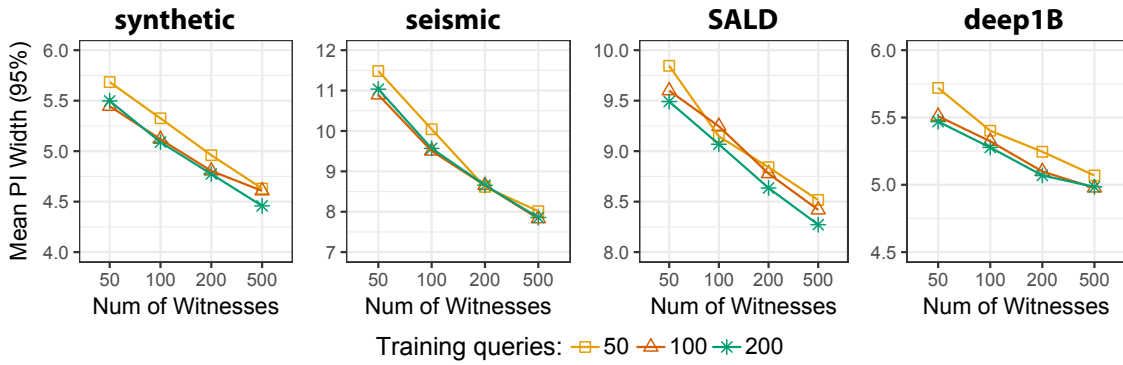 synthetic
seismic
SALD
deep1B
Mean PI Width (95%)
6.0
5.5
5.0
4.5
4.0
12
11
10
9
8
7
10.0
9.5
9.0
8.5
8.0
6.0
5.5
5.0
4.5
50 100 200 500
50 100 200 500
50 100 200 500
50 100 200 500
Num of Witnesses
Num of Witnesses
Num of Witnesses
Num of Witnesses
Training queries: 50 100 200